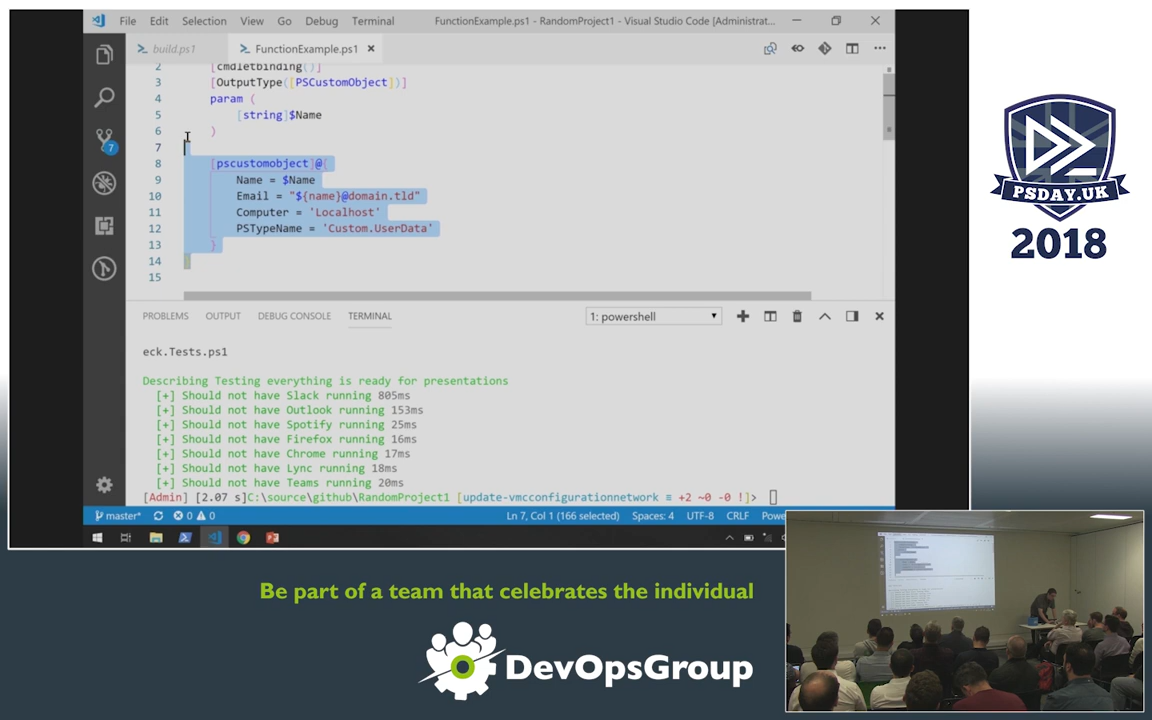 File Edit Selection View Go Debug Terminal FunctionExample.ps1 - RandomProject1 - Visual Studio Code [Administrat...
build.ps1 FunctionExample.ps1
2 [cmdletbinding()]
3 [OutputType([PSCustomObject])]
4 param (
5 [string]$Name
6 )
7
8 [pscustomobject]@{
9 Name = $Name
10 Email = "${name}@domain.tld"
11 Computer = 'Localhost'
12 PSTypeName = 'Custom.UserData'
13 }
14
15
7
PROBLEMS OUTPUT DEBUG CONSOLE TERMINAL 1: powershell
eck.Tests.ps1
Describing Testing everything is ready for presentations
[+] Should not have Slack running 805ms
[+] Should not have Outlook running 153ms
[+] Should not have Spotify running 25ms
[+] Should not have Firefox running 16ms
[+] Should not have Chrome running 17ms
[+] Should not have Lync running 18ms
[+] Should not have Teams running 20ms
[Admin] [2.07 s]C:\source\github\RandomProject1 [update-vmcconfigurationnetwork ≡ +2 ~0 -0 !]>
master* 0 0 Ln 7, Col 1 (166 selected) Spaces: 4 UTF-8 CRLF Powe
PSDAY.UK
2018
Be part of a team that celebrates the individual
DevOpsGroup